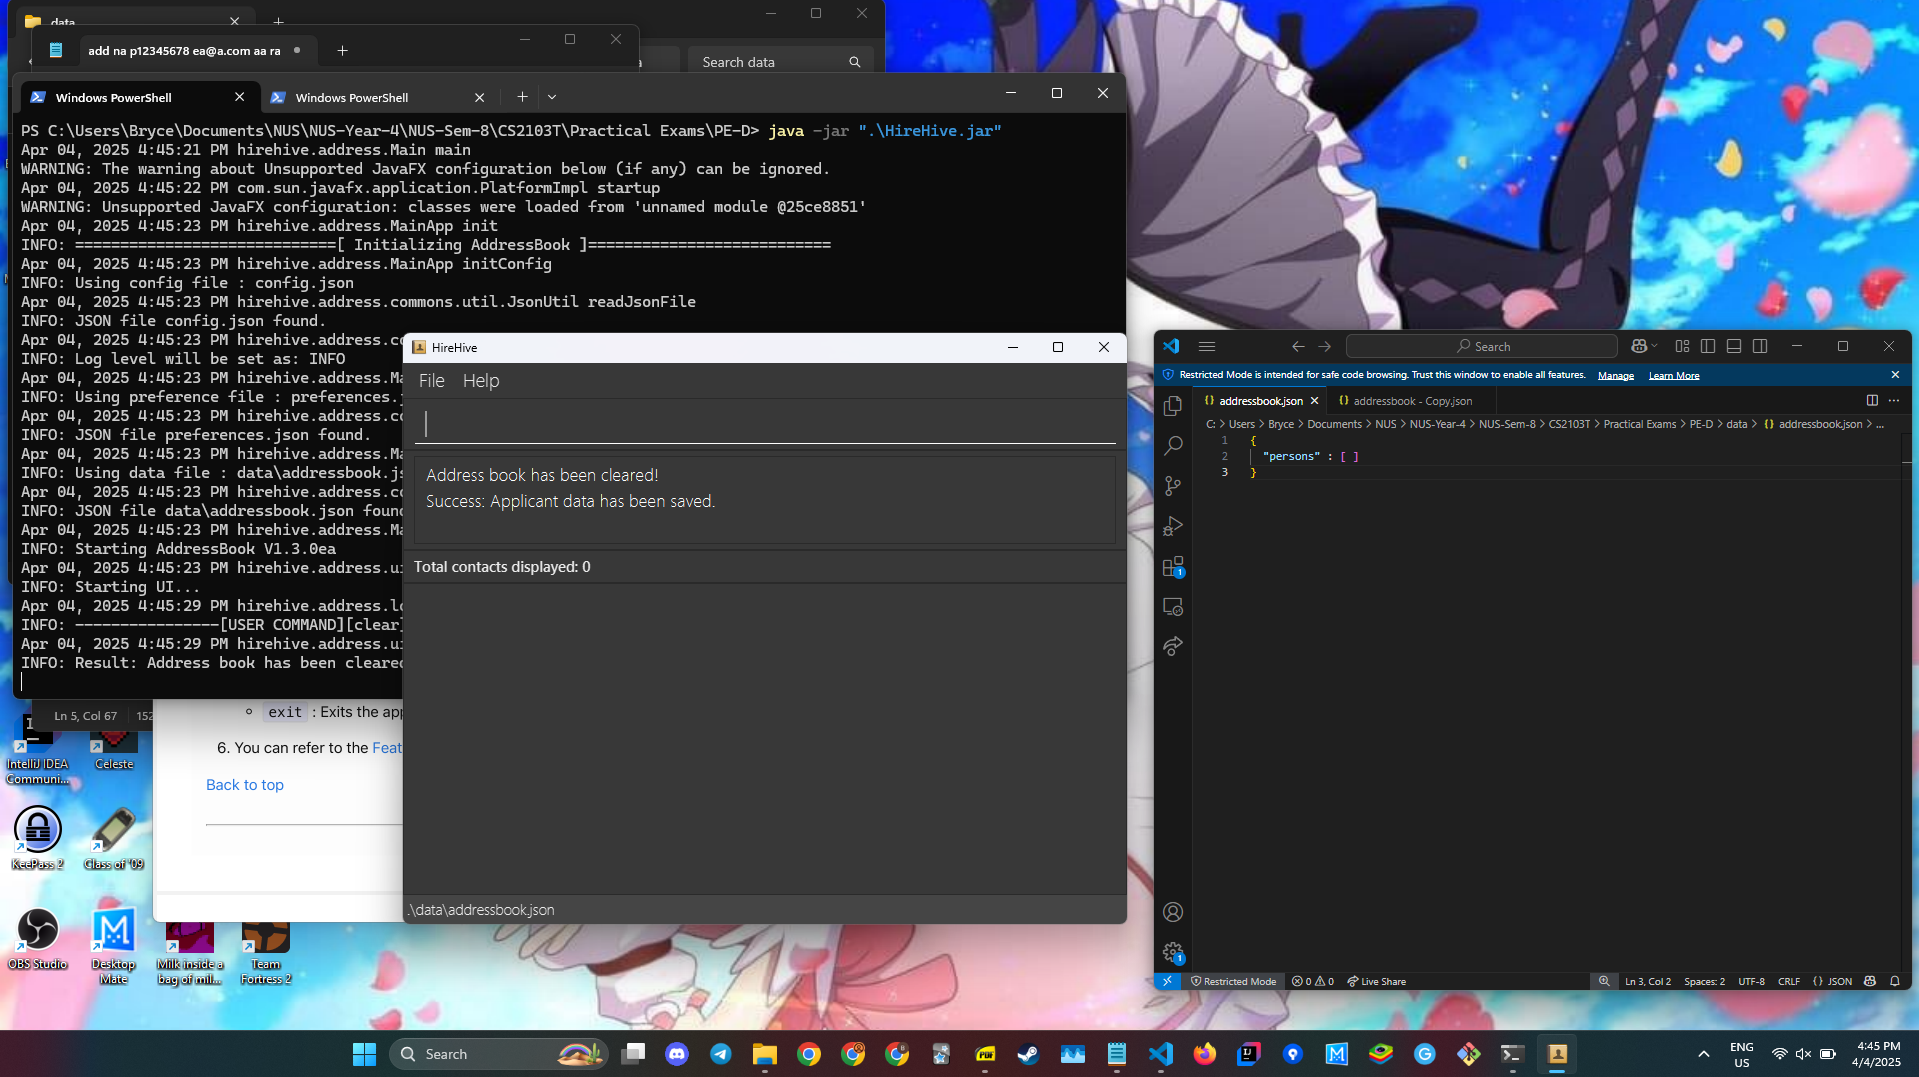 data
add na p12345678 ea@a.com aa ra
Search data
Windows PowerShell
Windows PowerShell
PS C:\Users\Bryce\Documents\NUS\NUS-Year-4\NUS-Sem-8\CS2103T\Practical Exams\PE-D> java -jar ".\HireHive.jar"
Apr 04, 2025 4:45:21 PM hirehive.address.Main main
WARNING: The warning about Unsupported JavaFX configuration below (if any) can be ignored.
Apr 04, 2025 4:45:22 PM com.sun.javafx.application.PlatformImpl startup
WARNING: Unsupported JavaFX configuration: classes were loaded from 'unnamed module @25ce8851'
Apr 04, 2025 4:45:23 PM hirehive.address.MainApp init
INFO: =============================[ Initializing AddressBook ]===========================
Apr 04, 2025 4:45:23 PM hirehive.address.MainApp initConfig
INFO: Using config file : config.json
Apr 04, 2025 4:45:23 PM hirehive.address.commons.util.JsonUtil readJsonFile
INFO: JSON file config.json found.
Apr 04, 2025 4:45:23 PM hirehive.address.co
INFO: Log level will be set as: INFO
Apr 04, 2025 4:45:23 PM hirehive.address.Ma
INFO: Using preference file : preferences.j
Apr 04, 2025 4:45:23 PM hirehive.address.co
INFO: JSON file preferences.json found.
Apr 04, 2025 4:45:23 PM hirehive.address.Ma
INFO: Using data file : data\addressbook.js
Apr 04, 2025 4:45:23 PM hirehive.address.co
INFO: JSON file data\addressbook.json found
Apr 04, 2025 4:45:23 PM hirehive.address.Ma
INFO: Starting AddressBook V1.3.0ea
Apr 04, 2025 4:45:23 PM hirehive.address.ui
INFO: Starting UI...
Apr 04, 2025 4:45:29 PM hirehive.address.lo
INFO: ----------------[USER COMMAND][clear]
Apr 04, 2025 4:45:29 PM hirehive.address.ui
INFO: Result: Address book has been cleared
Ln 5, Col 67
152
exit : Exits the app
6. You can refer to the Feat
Back to top
HireHive
File Help
Address book has been cleared!
Success: Applicant data has been saved.
Total contacts displayed: 0
.\data\addressbook.json
Search
Restricted Mode is intended for safe code browsing. Trust this window to enable all features. Manage Learn More
{} addressbook.json
{} addressbook - Copy.json
C: > Users > Bryce > Documents > NUS > NUS-Year-4 > NUS-Sem-8 > CS2103T > Practical Exams > PE-D > data > {} addressbook.json > ...
1 {
2 "persons" : [ ]
3 }
1
1
Restricted Mode 0 0 Live Share Ln 3, Col 2 Spaces: 2 UTF-8 CRLF {} JSON
IntelliJ IDEA Communi...
Celeste
KeePass 2
Class of '09
OBS Studio
Desktop Mate
Milk inside a bag of mil...
Team Fortress 2
Search
ENG
US
4:45 PM
4/4/2025